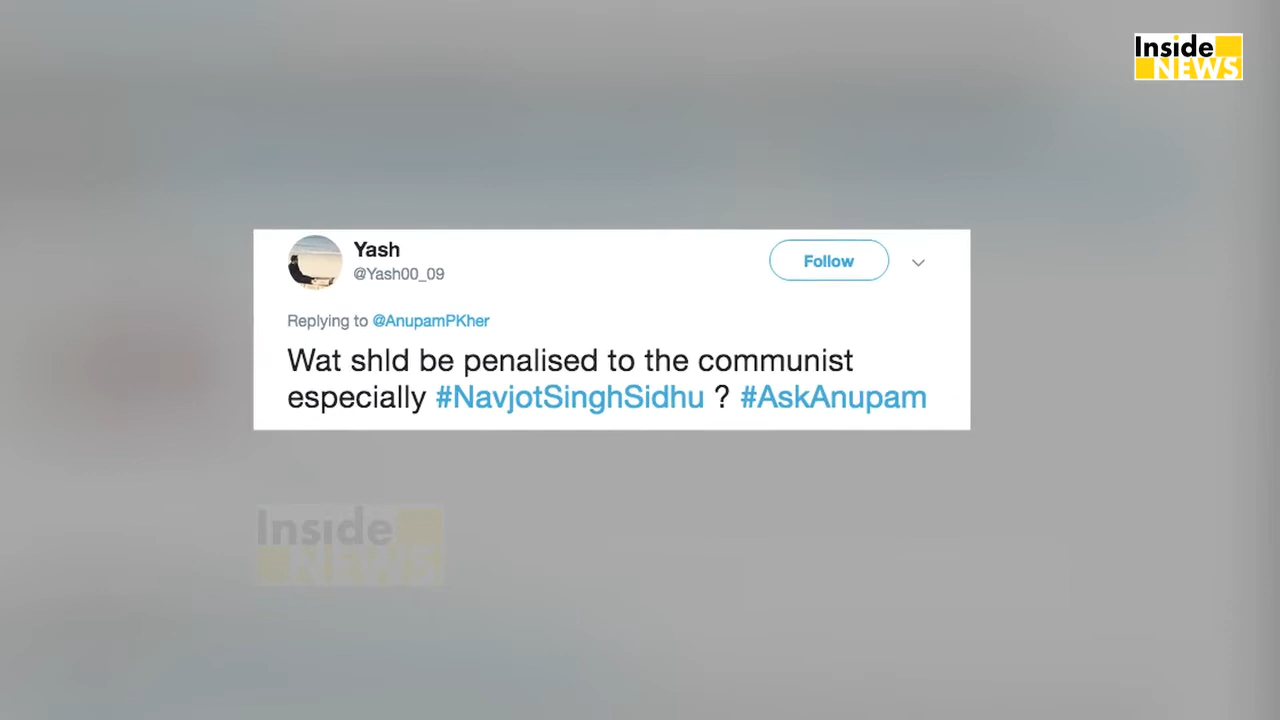 Inside
NEWS
Yash
@Yash00_09
Follow
Replying to @AnupamPKher
Wat shld be penalised to the communist
especially #NavjotSinghSidhu ? #AskAnupam
Inside
NEWS